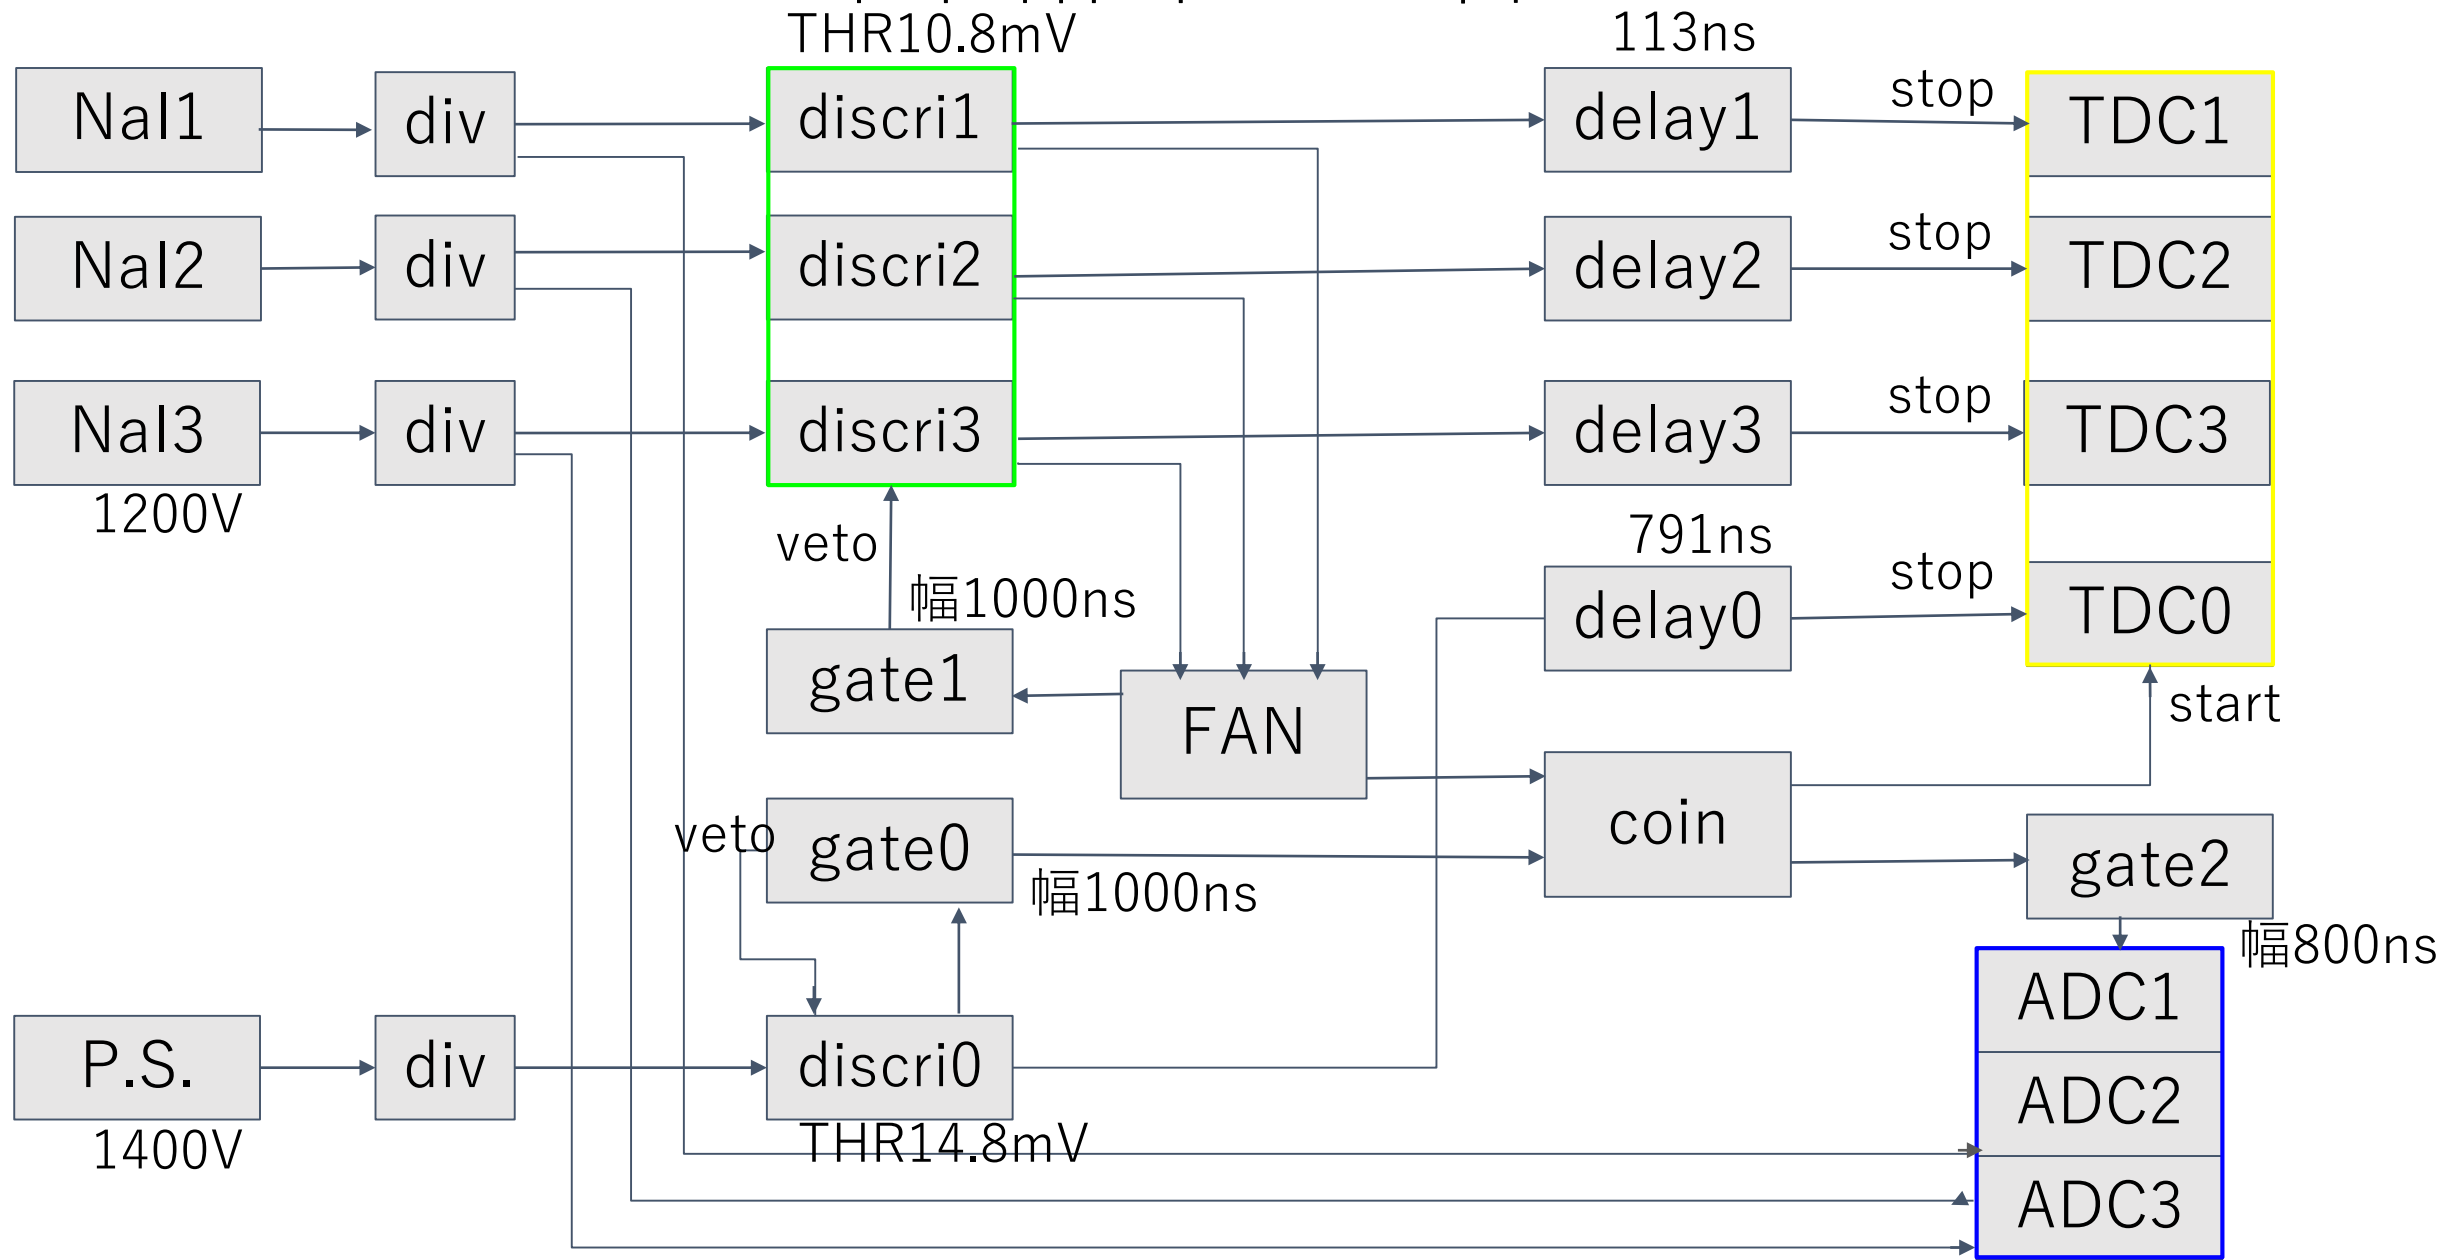 THR10.8mV
113ns
NaI1
div
discri1
delay1
stop
TDC1
NaI2
div
discri2
delay2
stop
TDC2
NaI3
div
discri3
delay3
stop
TDC3
1200V
veto
791ns
幅1000ns
delay0
stop
TDC0
gate1
FAN
start
veto
gate0
幅1000ns
coin
gate2
幅800ns
P.S.
div
discri0
ADC1
ADC2
ADC3
1400V
THR14.8mV